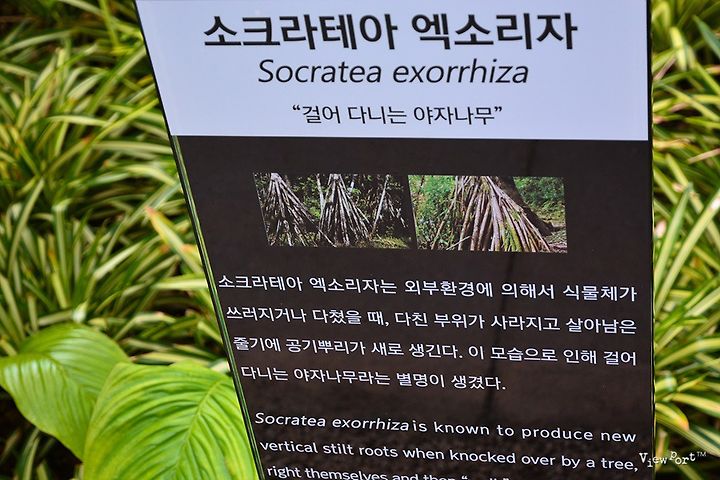 소크라테아 엑소리자
Socratea exorrhiza
“걸어 다니는 야자나무”
소크라테아 엑소리자는 외부환경에 의해서 식물체가
쓰러지거나 다쳤을 때, 다친 부위가 사라지고 살아남은
줄기에 공기뿌리가 새로 생긴다. 이 모습으로 인해 걸어
다니는 야자나무라는 별명이 생겼다.
Socratea exorrhiza is known to produce new
vertical stilt roots when knocked over by a tree,
right themselves and then
ViewPort™